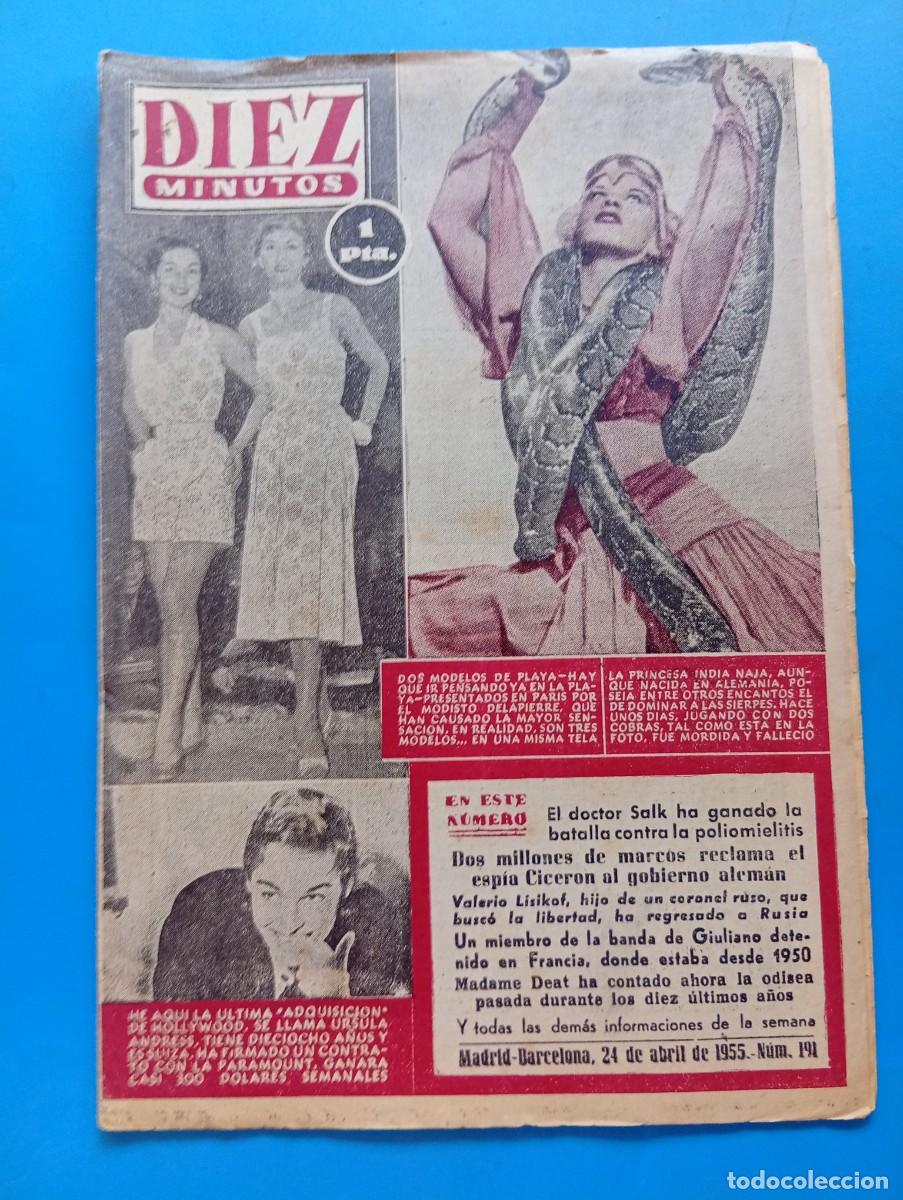 DIEZ
MINUTOS
1
Pta.
DOS MODELOS DE PLAYA—HAY
QUE IR PENSANDO YA EN LA PLA-
YA—PRESENTADOS EN PARIS POR
EL MODISTO DELAPIERRE, QUE
HAN CAUSADO LA MAYOR SEN-
SACION. EN REALIDAD, SON TRES
MODELOS... EN UNA MISMA TELA
LA PRINCESA INDIA NAJA, AUN-
QUE NACIDA EN ALEMANIA, PO-
SEIA ENTRE OTROS ENCANTOS EL
DE DOMINAR A LAS SIERPES. HACE
UNOS DIAS, JUGANDO CON DOS
COBRAS, TAL COMO ESTA EN LA
FOTO, FUE MORDIDA Y FALLECIO
EN ESTE
NÚMERO
El doctor Salk ha ganado la
batalla contra la poliomielitis
Dos millones de marcos reclama el
espía Ciceron al gobierno alemán
Valerio Lisikof, hijo de un coronel ruso, que
buscó la libertad, ha regresado a Rusia
Un miembro de la banda de Giuliano dete-
nido en Francia, donde estaba desde 1950
Madame Deat ha contado ahora la odisea
pasada durante los diez últimos años
Y todas las demás informaciones de la semana
Madrid-Barcelona, 24 de abril de 1955.-Núm. 191
HE AQUI LA ULTIMA "ADQUISICION"
DE HOLLYWOOD. SE LLAMA URSULA
ANDRESS, TIENE DIECIOCHO AÑOS Y
ES SUIZA. HA FIRMADO UN CONTRA-
TO CON LA PARAMOUNT. GANARA
CASI 300 DOLARES SEMANALES
todocoleccion